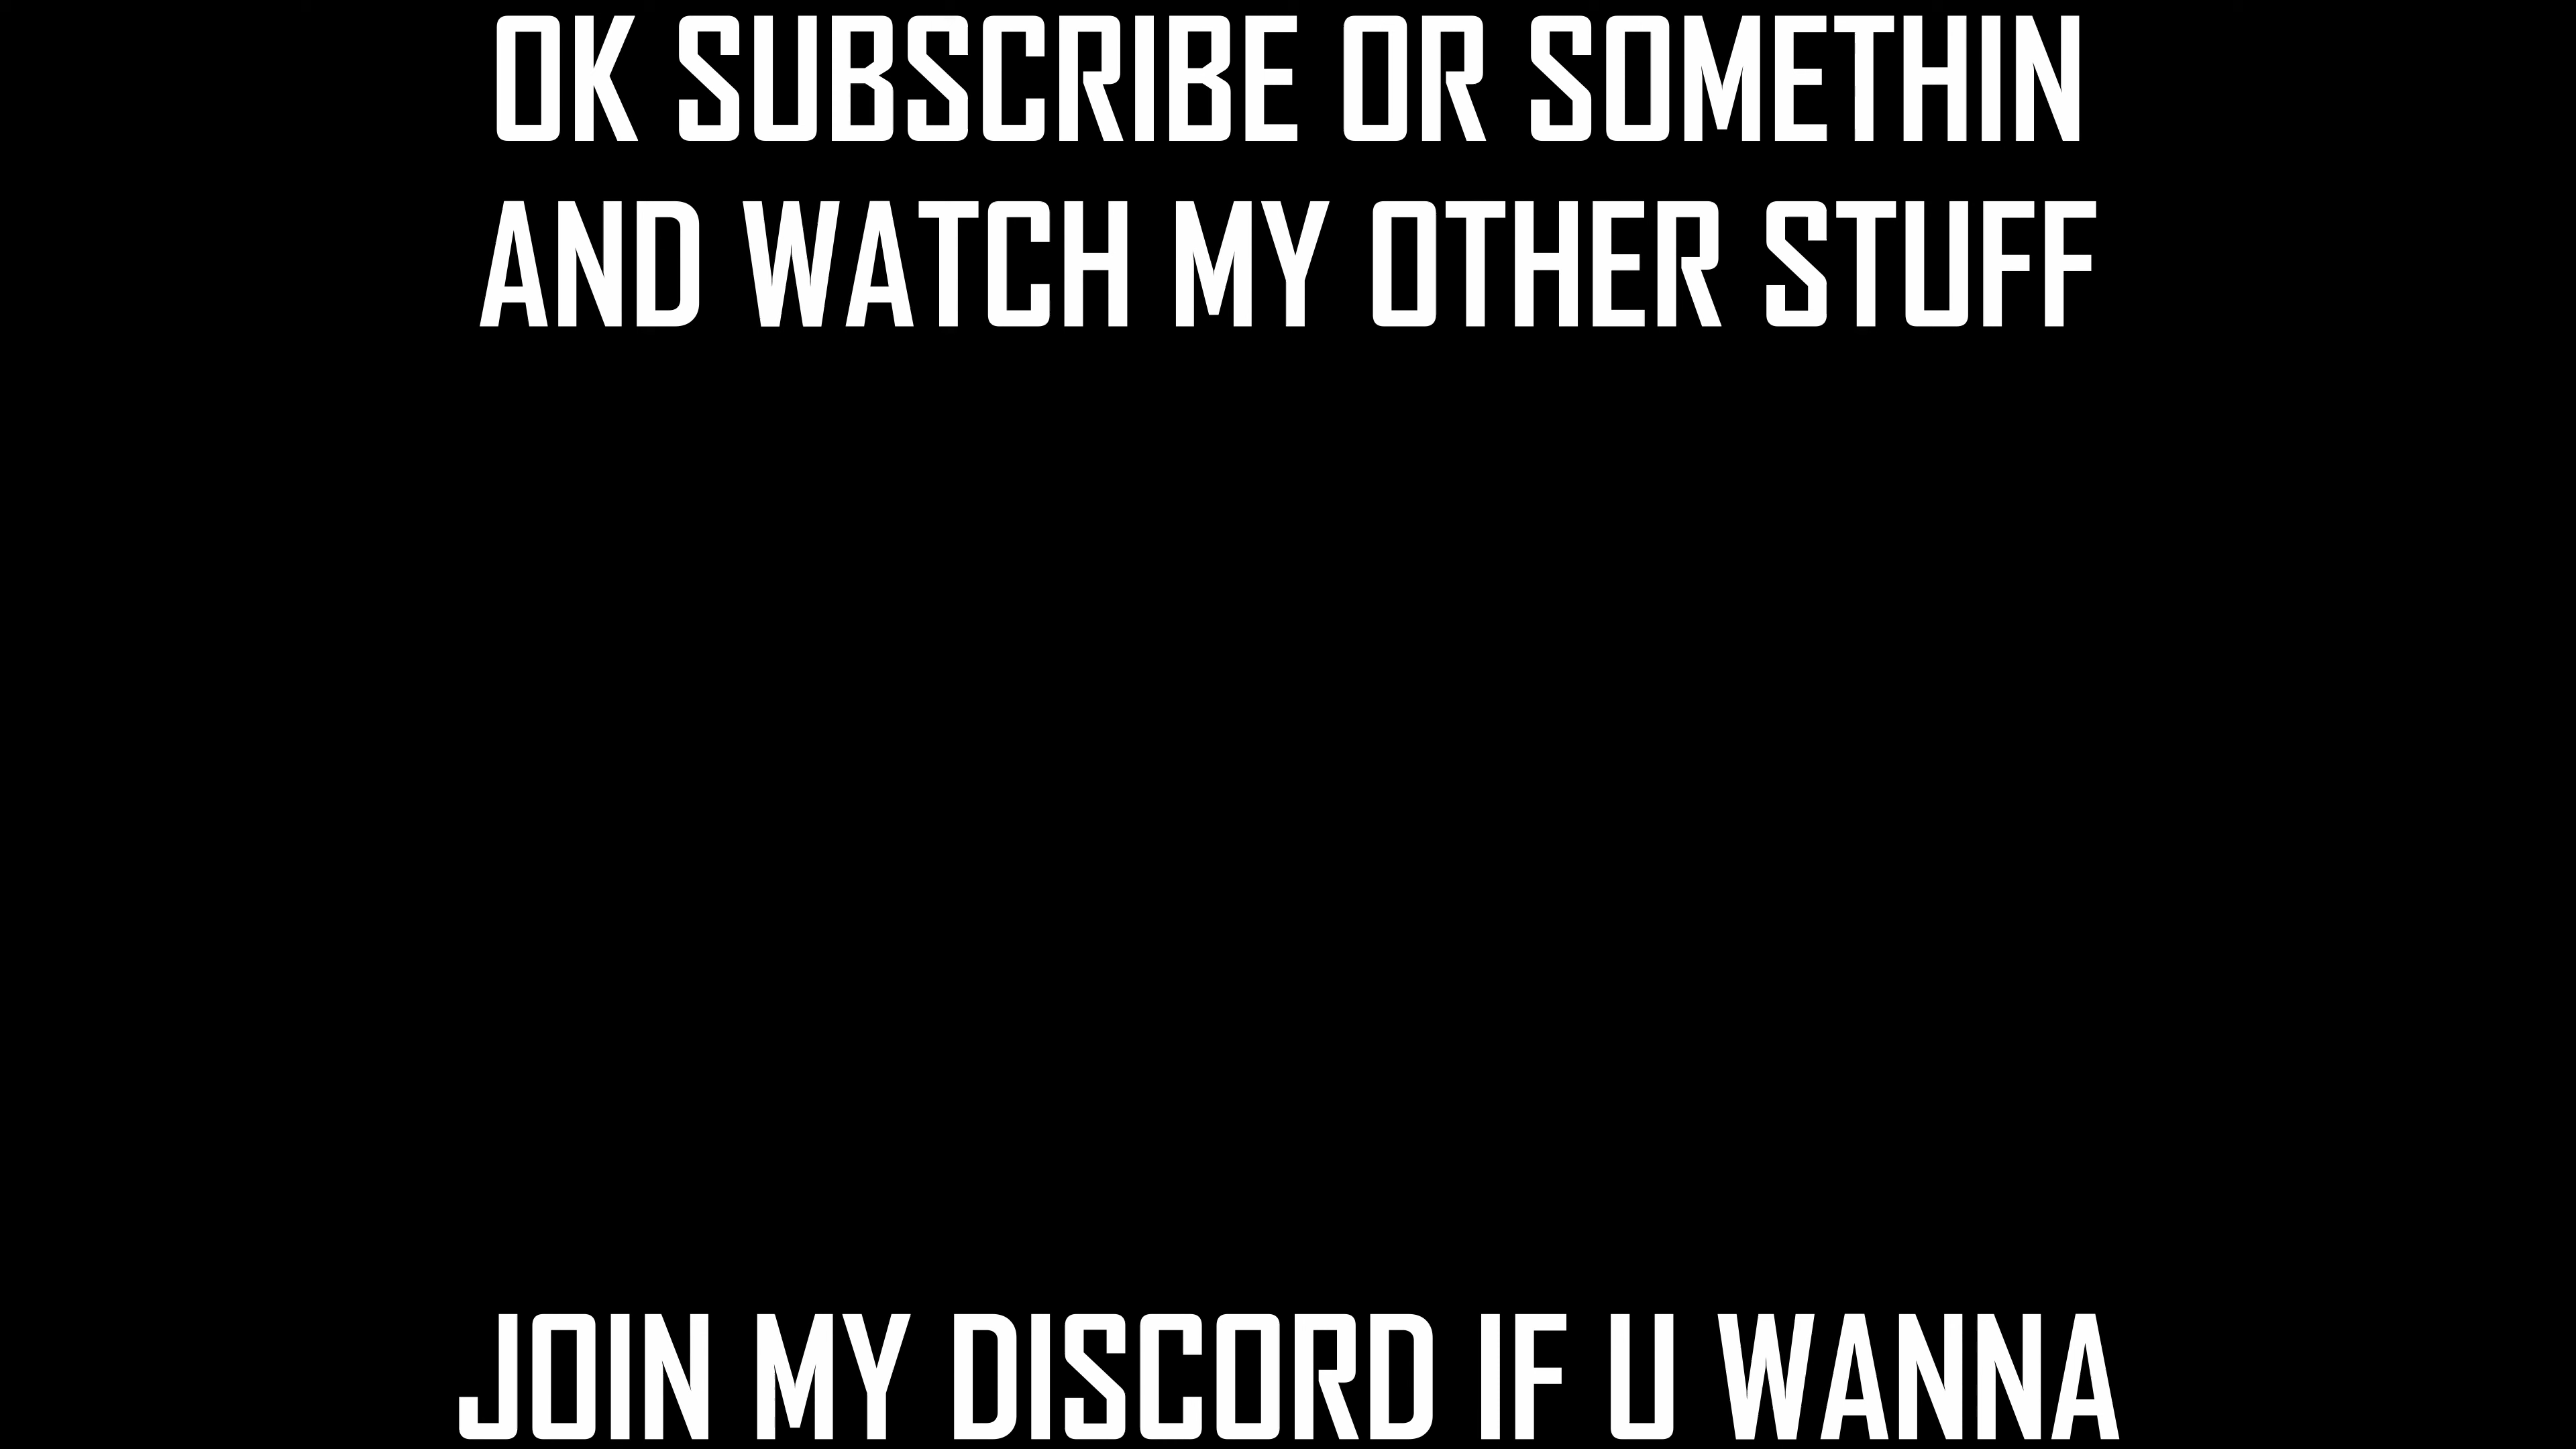 OK SUBSCRIBE OR SOMETHIN
AND WATCH MY OTHER STUFF
JOIN MY DISCORD IF U WANNA